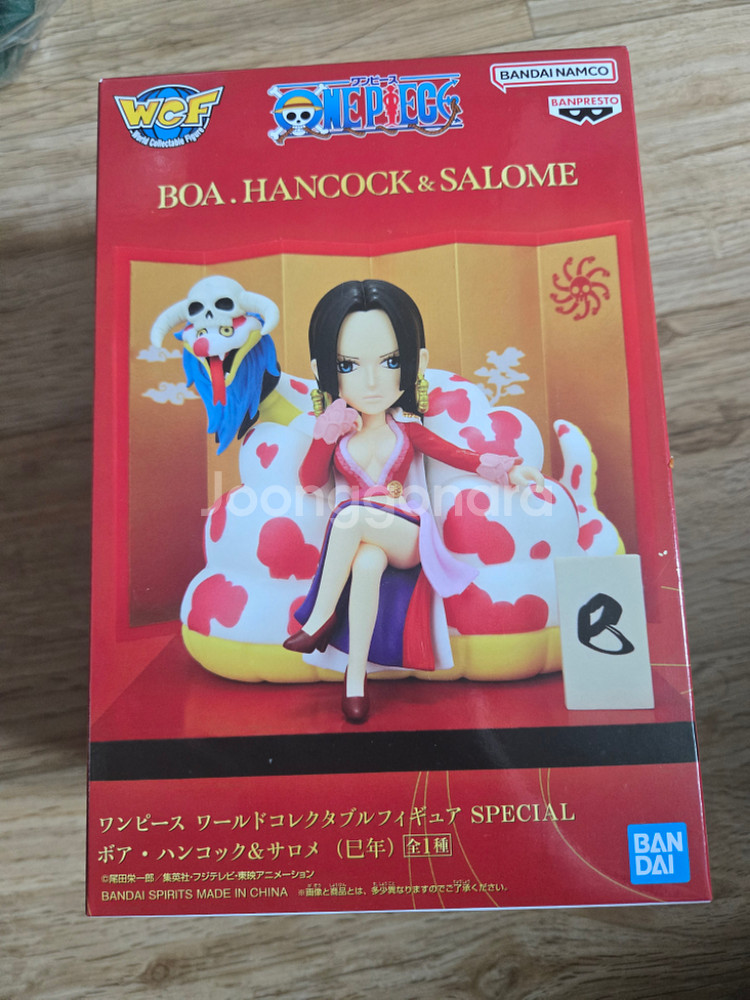 WCF
World Collectable Figure
ワンピース
ONE PIECE
BANDAI NAMCO
BANPRESTO
BOA . HANCOCK & SALOME
Joonggonara
巳
ワンピース ワールドコレクタブルフィギュア SPECIAL
ボア・ハンコック&サロメ（巳年）全1種
©尾田栄一郎／集英社・フジテレビ・東映アニメーション
BANDAI SPIRITS MADE IN CHINA ※画像と商品とは、多少異なりますのでご了承ください。
BAN
DAI